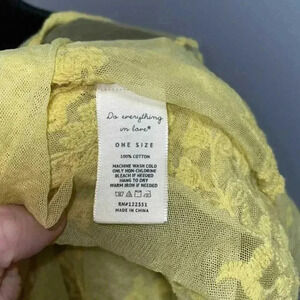 Do everything
in love*
ONE SIZE
100% COTTON
MACHINE WASH COLD
ONLY NON-CHLORINE
BLEACH IF NEEDED
HANG TO DRY
WARM IRON IF NEEDED
RN#122551
MADE IN CHINA